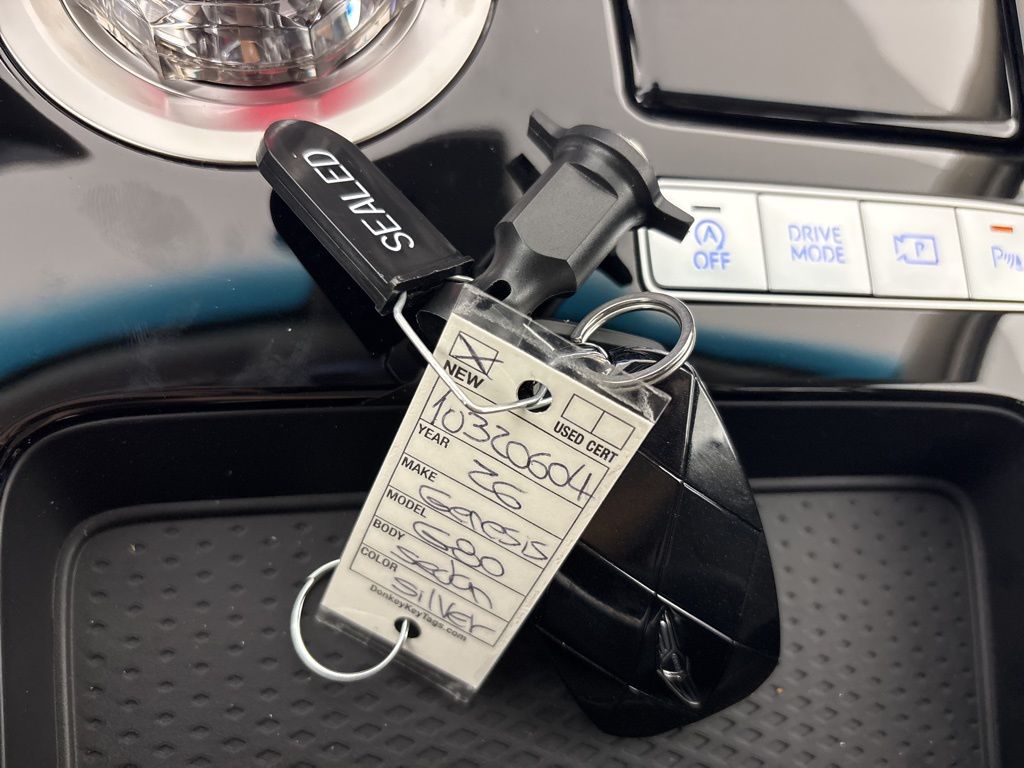 SEALED
OFF
DRIVE
MODE
P
P
NEW
USED CERT
10320604
YEAR 26
MAKE Genesis
MODEL G80
BODY Sedan
COLOR SilVER
DonkeyKeyTags.com